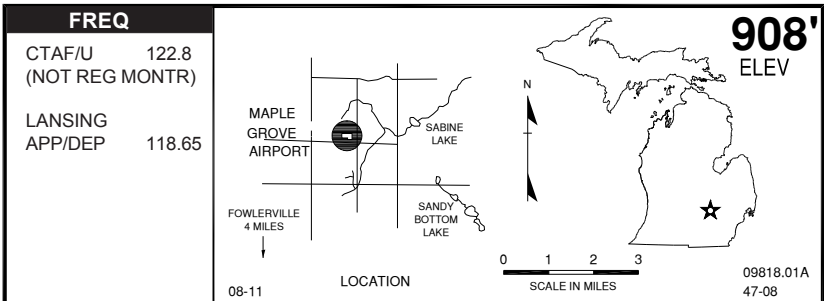 FREQ
CTAF/U 122.8
(NOT REG MONTR)
LANSING
APP/DEP 118.65
MAPLE
GROVE
AIRPORT
SABINE
LAKE
FOWLERVILLE
4 MILES
SANDY
BOTTOM
LAKE
08-11
LOCATION
N
908'
ELEV
0 1 2 3
SCALE IN MILES
09818.01A
47-08